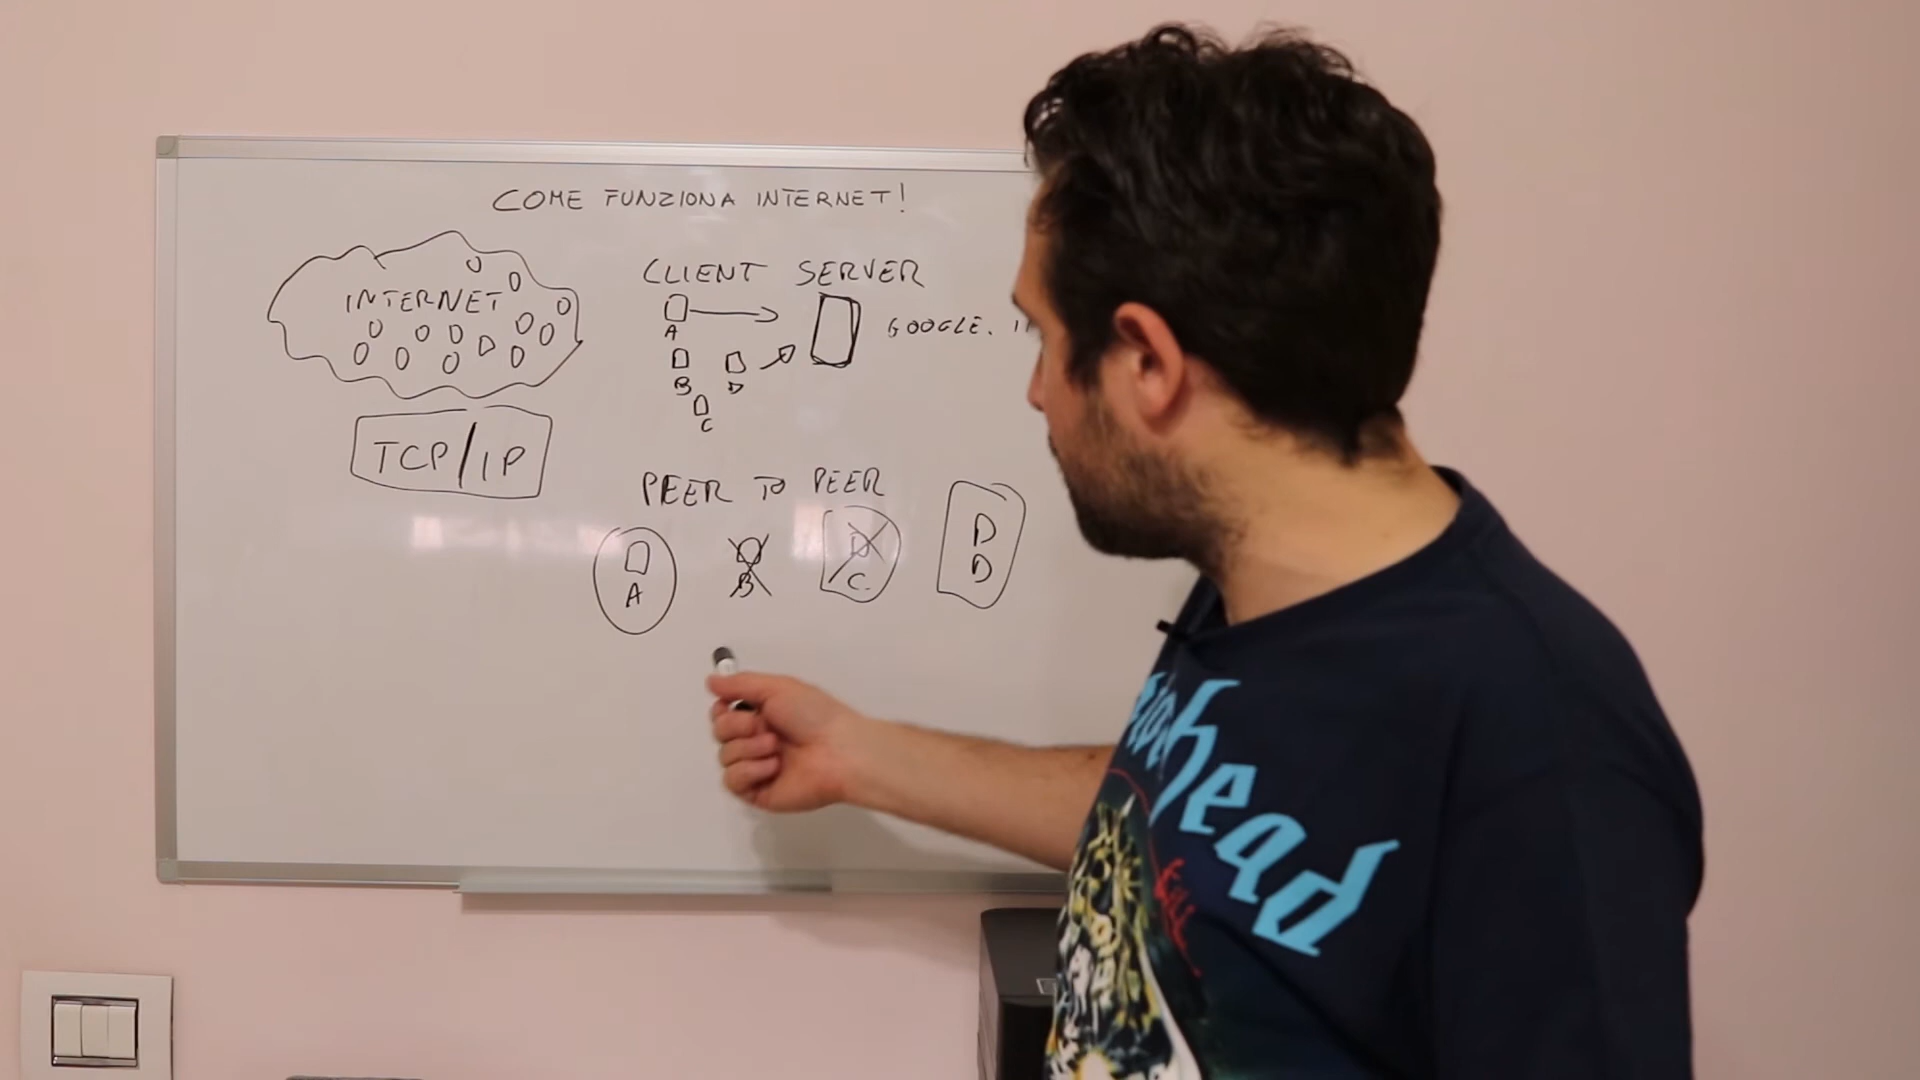 COME FUNZIONA INTERNET!
INTERNET
TCP/IP
CLIENT SERVER
A
GOOGLE.
B
D
C
PEER TO PEER
A
B
C
D